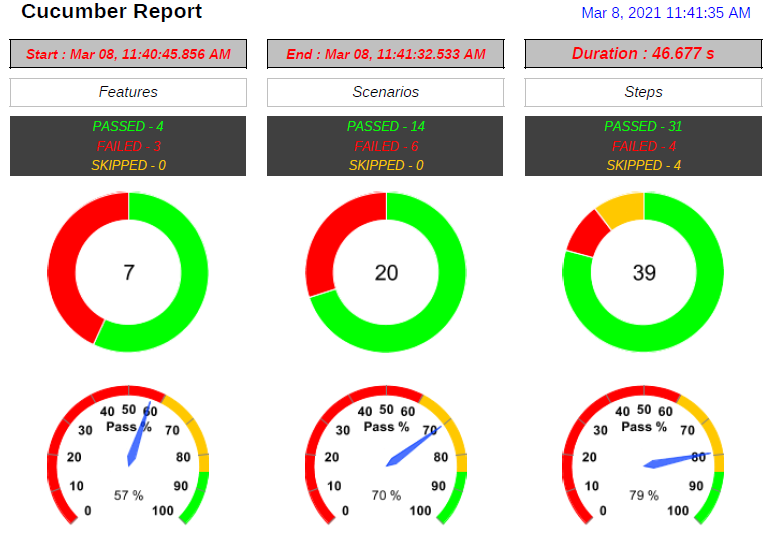 Cucumber Report
Mar 8, 2021 11:41:35 AM
Start : Mar 08, 11:40:45.856 AM
End : Mar 08, 11:41:32.533 AM
Duration : 46.677 s
Features
Scenarios
Steps
PASSED - 4
FAILED - 3
SKIPPED - 0
PASSED - 14
FAILED - 6
SKIPPED - 0
PASSED - 31
FAILED - 4
SKIPPED - 4
7
20
39
0 10 20 30 40 50 60 70 80 90 100
Pass %
57 %
0 10 20 30 40 50 60 70 80 90 100
Pass %
70 %
0 10 20 30 40 50 60 70 80 90 100
Pass %
79 %